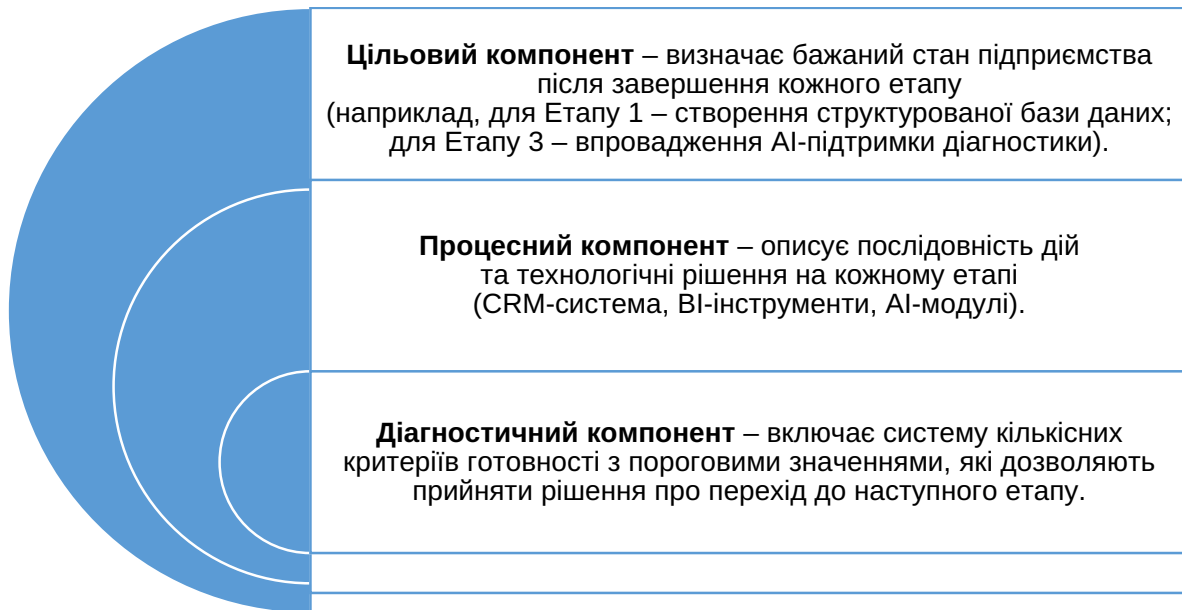 Цільовий компонент – визначає бажаний стан підприємства
після завершення кожного етапу
(наприклад, для Етапу 1 – створення структурованої бази даних;
для Етапу 3 – впровадження AI-підтримки діагностики).
Процесний компонент – описує послідовність дій
та технологічні рішення на кожному етапі
(CRM-система, BI-інструменти, AI-модулі).
Діагностичний компонент – включає систему кількісних
критеріїв готовності з пороговими значеннями, які дозволяють
прийняти рішення про перехід до наступного етапу.